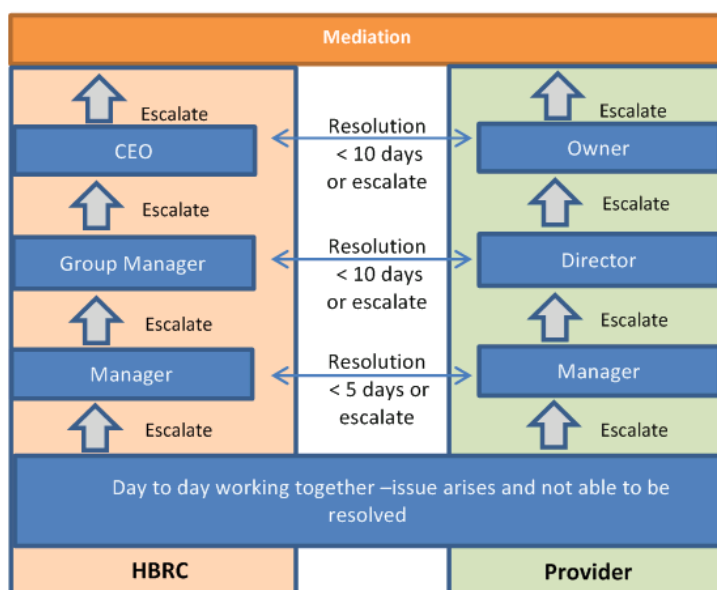 Mediation
Escalate
Escalate
CEO
Resolution
< 10 days
or escalate
Owner
Escalate
Escalate
Group Manager
Resolution
< 10 days
or escalate
Director
Escalate
Escalate
Manager
Resolution
< 5 days or
escalate
Manager
Escalate
Escalate
Day to day working together –issue arises and not able to be
resolved
HBRC
Provider